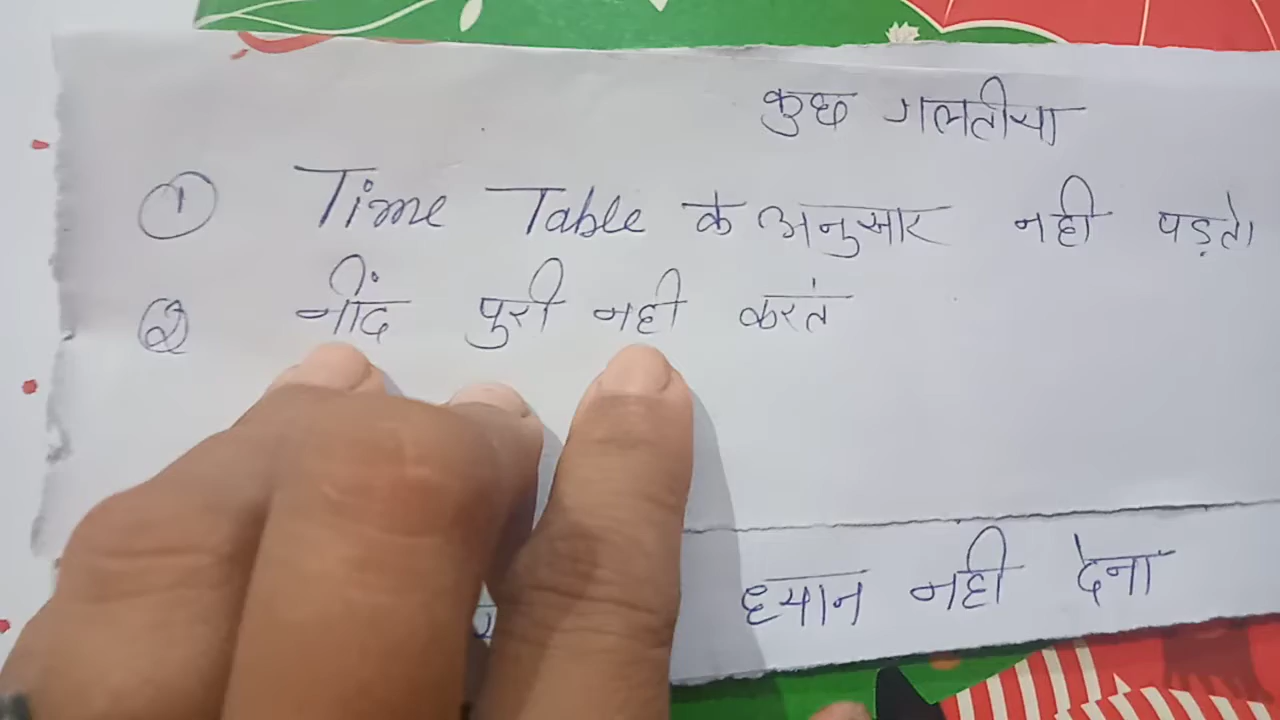 कुछ गलतीया
① Time Table के अनुसार नही पड़ते।
② नींद पुरी नही करते
ध्यान नही देना